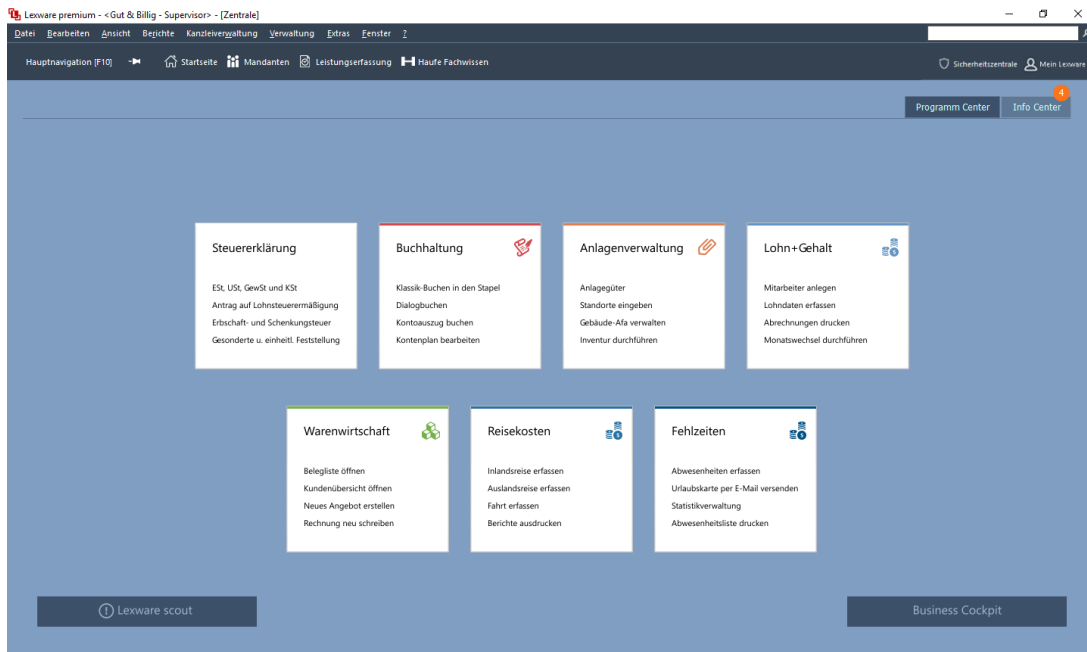 Lexware premium - <Gut & Billig - Supervisor> - [Zentrale]
Datei Bearbeiten Ansicht Berichte Kanzleiverwaltung Verwaltung Extras Fenster ?
Hauptnavigation [F10] Startseite Mandanten Leistungserfassung Haufe Fachwissen Sicherheitszentrale Mein Lexware
4
Programm Center Info Center
Steuererklärung
ESt, USt, GewSt und KSt
Antrag auf Lohnsteuerermäßigung
Erbschaft- und Schenkungsteuer
Gesonderte u. einheitl. Feststellung
Buchhaltung
Klassik-Buchen in den Stapel
Dialogbuchen
Kontoauszug buchen
Kontenplan bearbeiten
Anlagenverwaltung
Anlagegüter
Standorte eingeben
Gebäude-Afa verwalten
Inventur durchführen
Lohn+Gehalt
Mitarbeiter anlegen
Lohndaten erfassen
Abrechnungen drucken
Monatswechsel durchführen
Warenwirtschaft
Belegliste öffnen
Kundenübersicht öffnen
Neues Angebot erstellen
Rechnung neu schreiben
Reisekosten
Inlandsreise erfassen
Auslandsreise erfassen
Fahrt erfassen
Berichte ausdrucken
Fehlzeiten
Abwesenheiten erfassen
Urlaubskarte per E-Mail versenden
Statistikverwaltung
Abwesenheitsliste drucken
Lexware scout
Business Cockpit